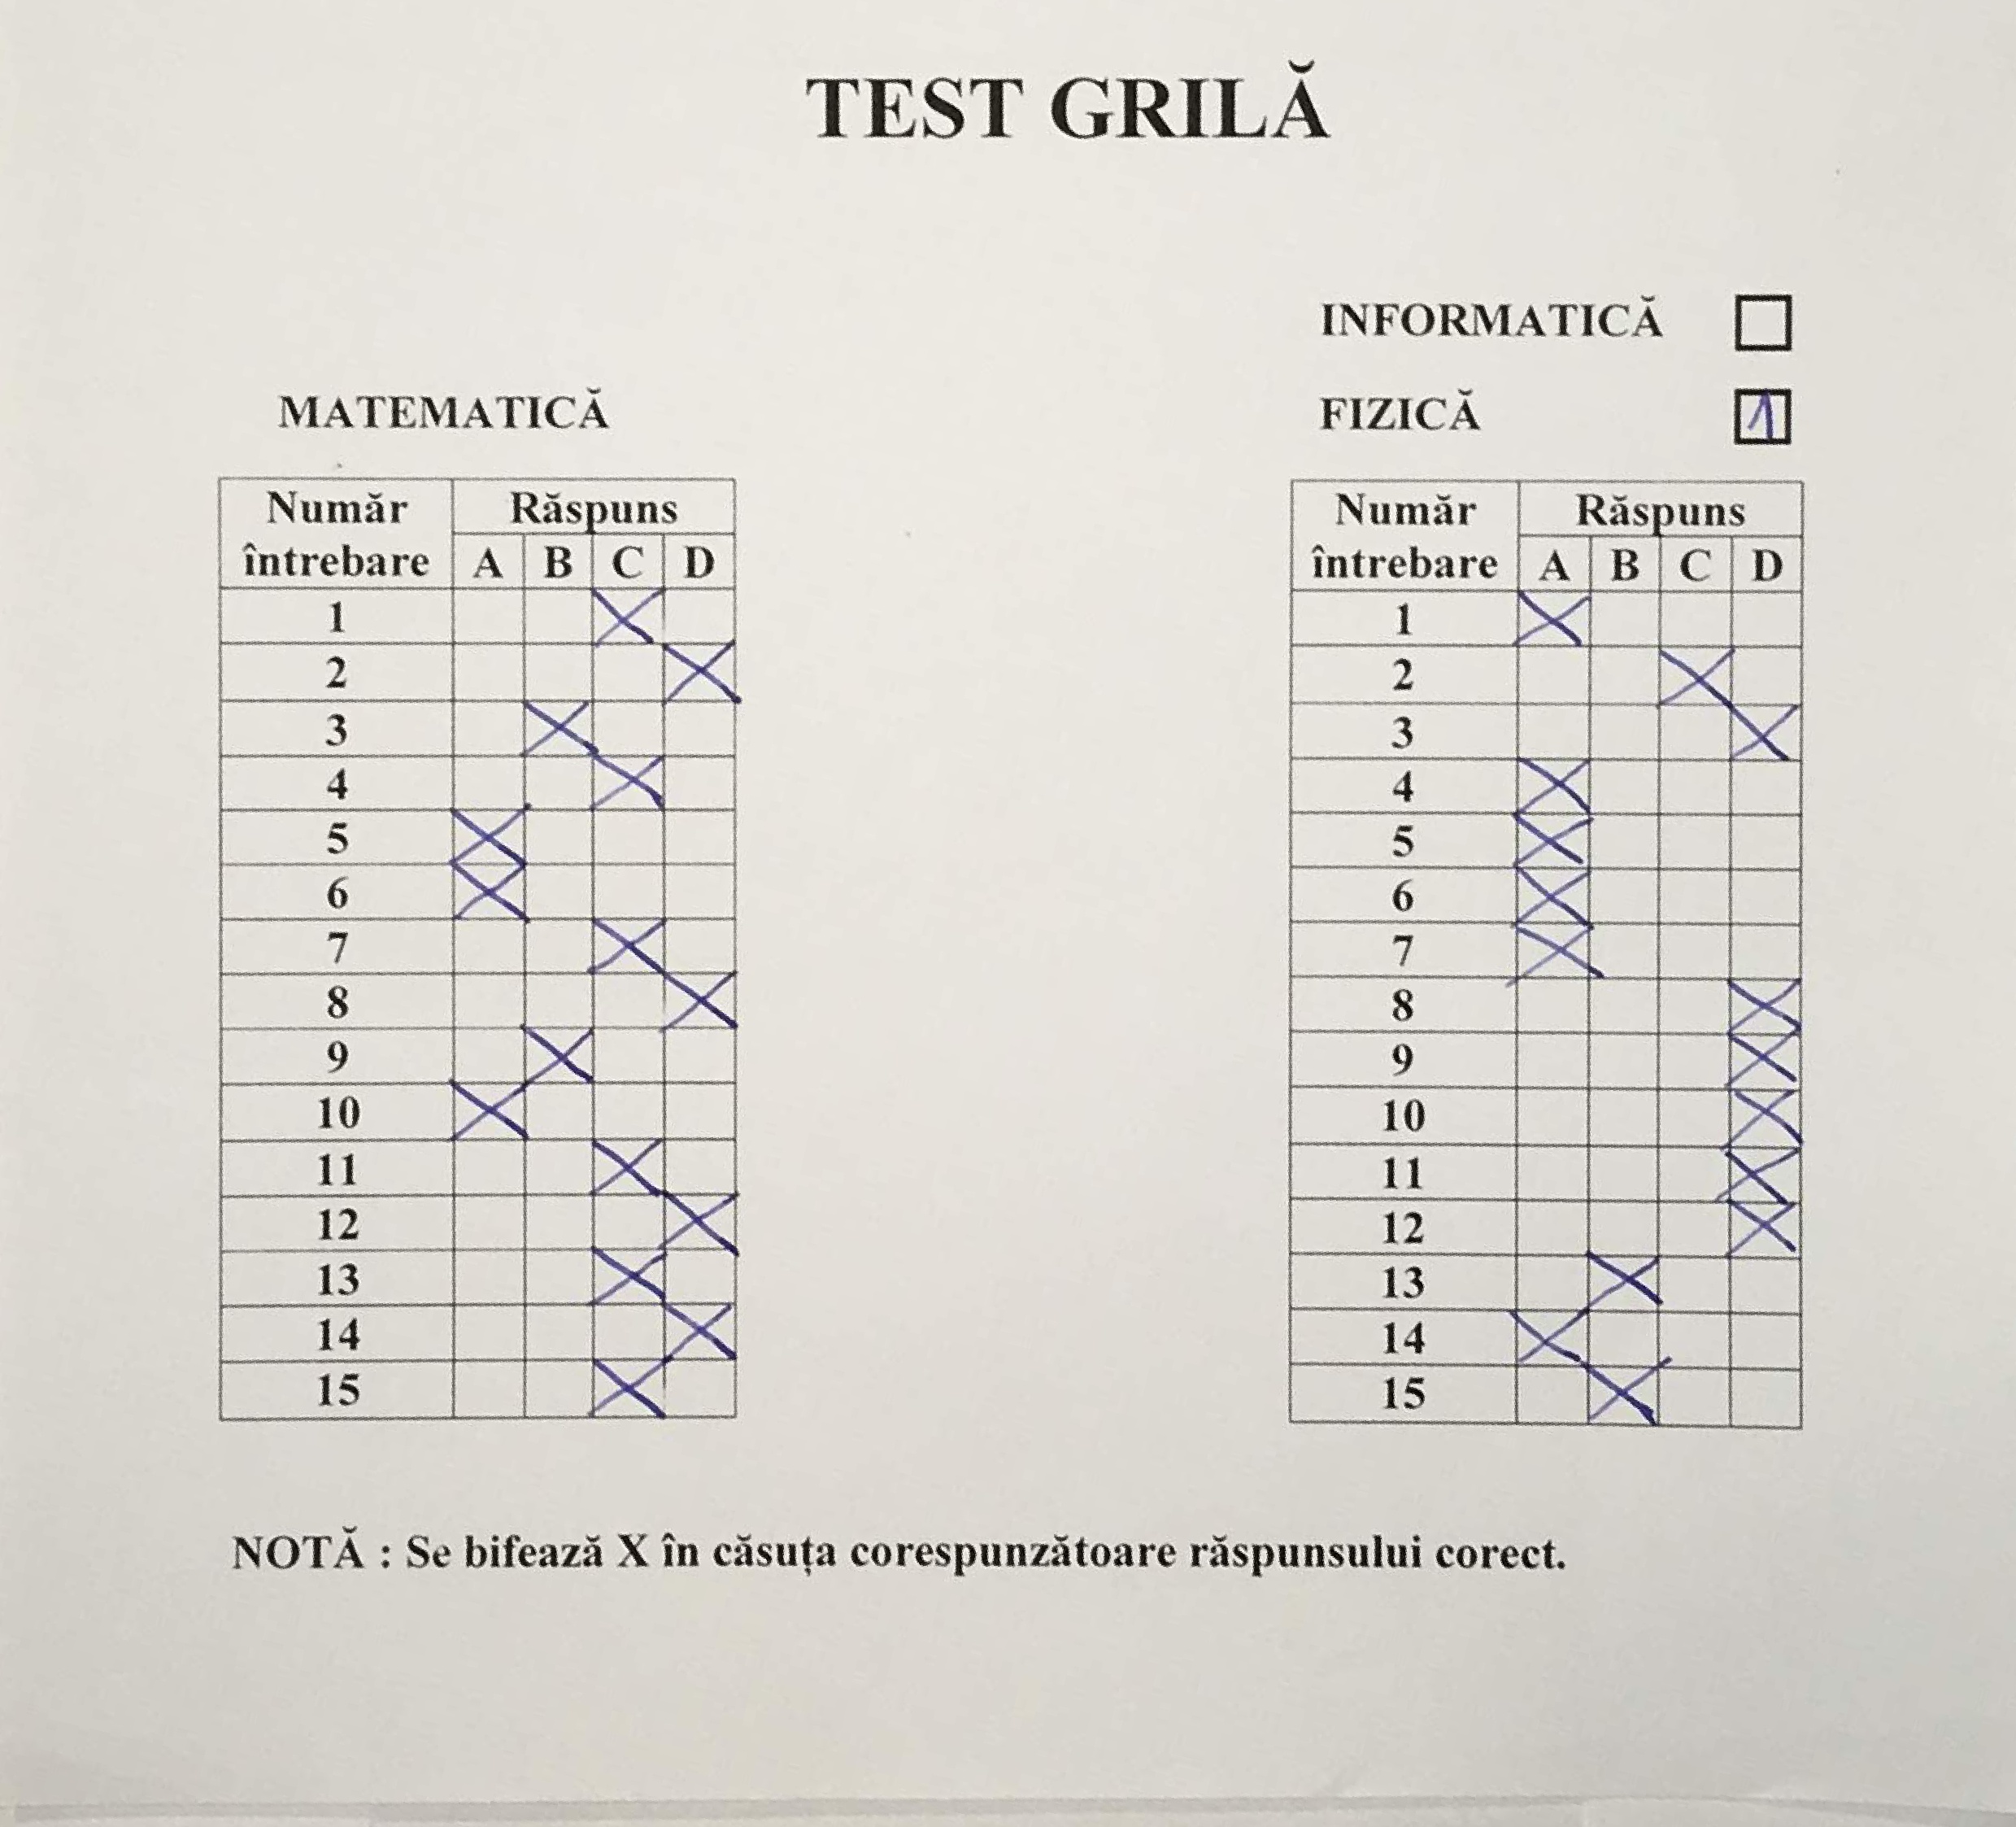 TEST GRILĂ
INFORMATICĂ
MATEMATICĂ
FIZICĂ 1
Număr întrebare Răspuns
A B C D
1 X
2 X
3 X
4 X
5 X
6 X
7 X
8 X
9 X
10 X
11 X
12 X
13 X
14 X
15 X
Număr întrebare Răspuns
A B C D
1 X
2 X
3 X
4 X
5 X
6 X
7 X
8 X
9 X
10 X
11 X
12 X
13 X
14 X
15 X
NOTĂ : Se bifează X în căsuța corespunzătoare răspunsului corect.